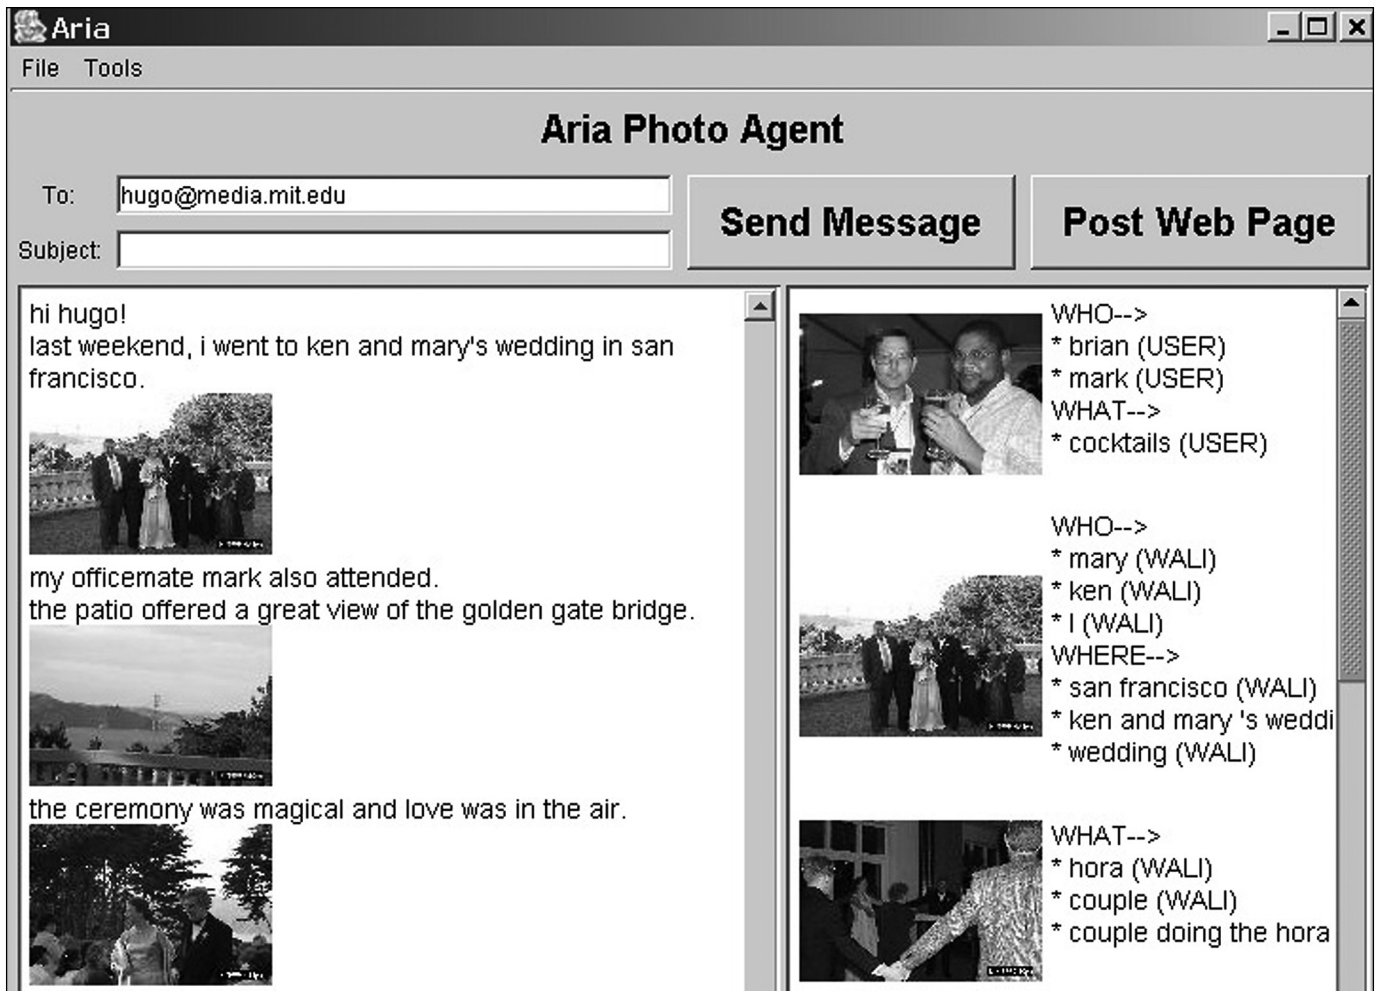 Aria
File Tools
Aria Photo Agent
To:
hugo@media.mit.edu
Subject:
Send Message
Post Web Page
hi hugo!
last weekend, i went to ken and mary's wedding in san
francisco.
my officemate mark also attended.
the patio offered a great view of the golden gate bridge.
the ceremony was magical and love was in the air.
WHO-->
* brian (USER)
* mark (USER)
WHAT-->
* cocktails (USER)
WHO-->
* mary (WALI)
* ken (WALI)
* I (WALI)
WHERE-->
* san francisco (WALI)
* ken and mary 's weddi
* wedding (WALI)
WHAT-->
* hora (WALI)
* couple (WALI)
* couple doing the hora